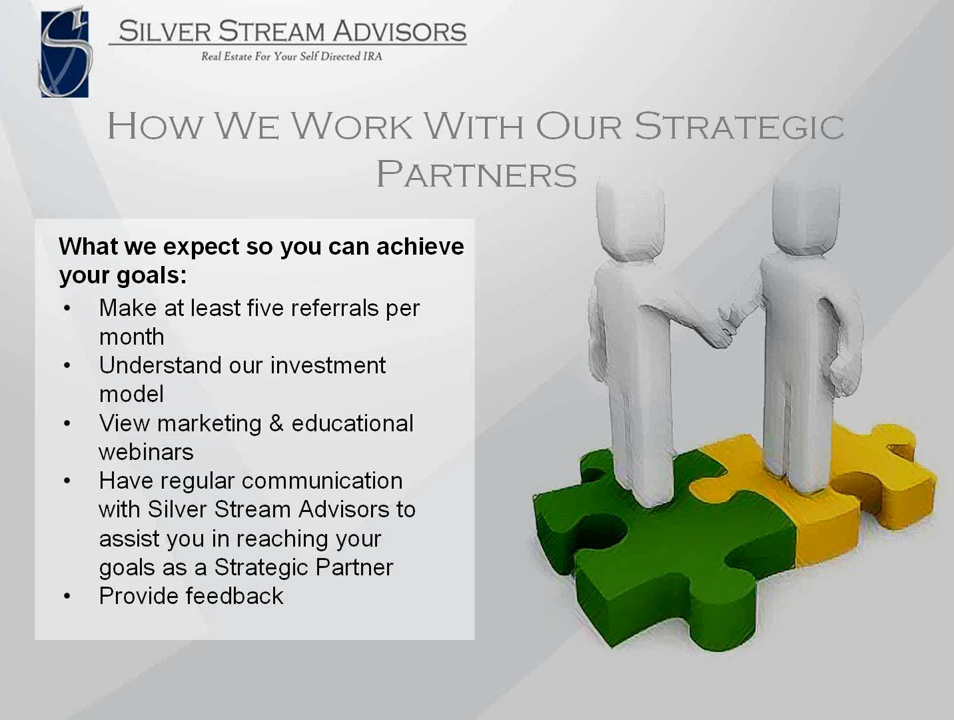 SILVER STREAM ADVISORS
Real Estate For Your Self Directed IRA
HOW WE WORK WITH OUR STRATEGIC
PARTNERS
What we expect so you can achieve
your goals:
• Make at least five referrals per
month
• Understand our investment
model
• View marketing & educational
webinars
• Have regular communication
with Silver Stream Advisors to
assist you in reaching your
goals as a Strategic Partner
• Provide feedback